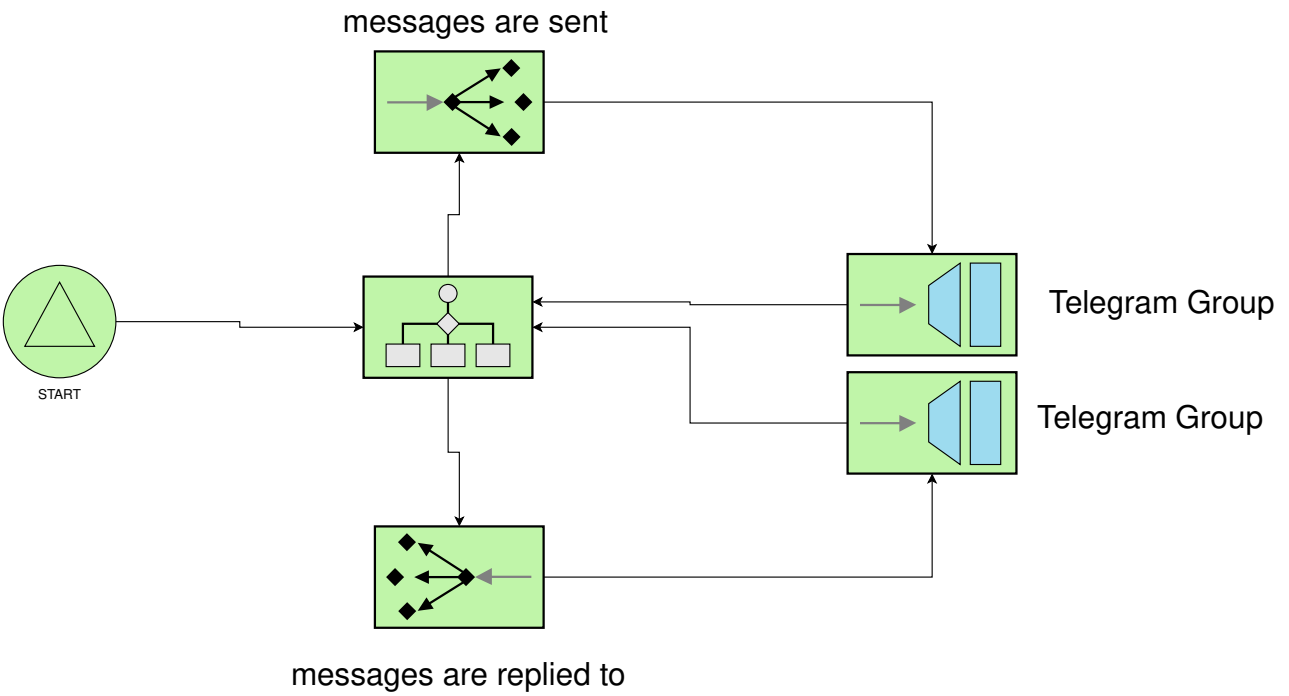 messages are sent
START
Telegram Group
Telegram Group
messages are replied to